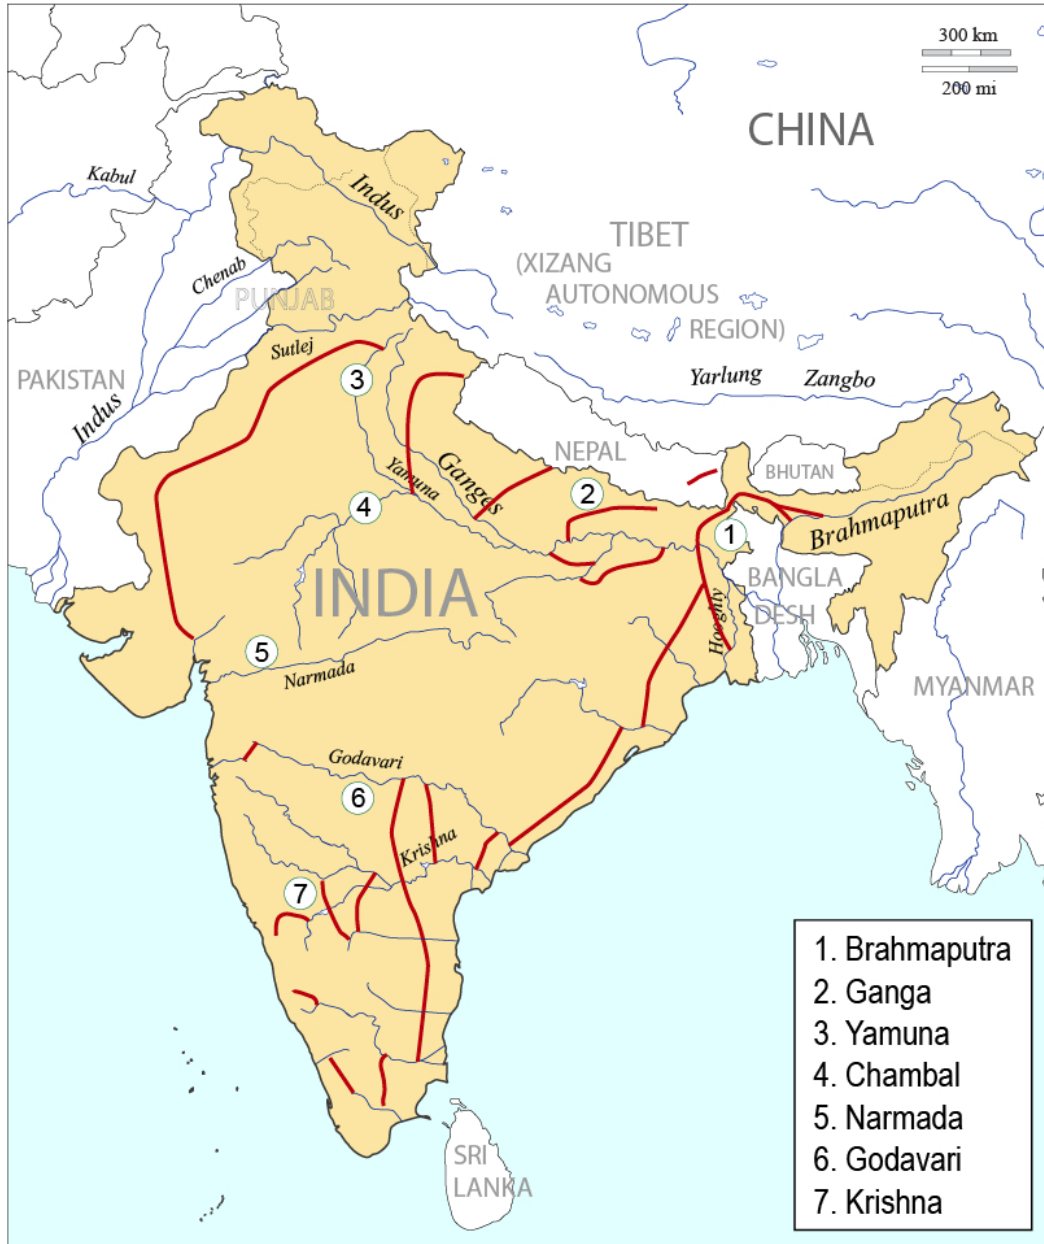 300 km
200 mi
CHINA
Kabul
Indus
TIBET
(XIZANG
AUTONOMOUS
REGION)
Chenab
PUNJAB
Sutlej
PAKISTAN
Indus
3
Yarlung Zangbo
NEPAL
BHUTAN
Yamuna
Ganges
2
4
1
Brahmaputra
INDIA
BANGLA
DESH
Hooghly
5
Narmada
MYANMAR
Godavari
6
Krishna
7
SRI
LANKA
1. Brahmaputra
2. Ganga
3. Yamuna
4. Chambal
5. Narmada
6. Godavari
7. Krishna